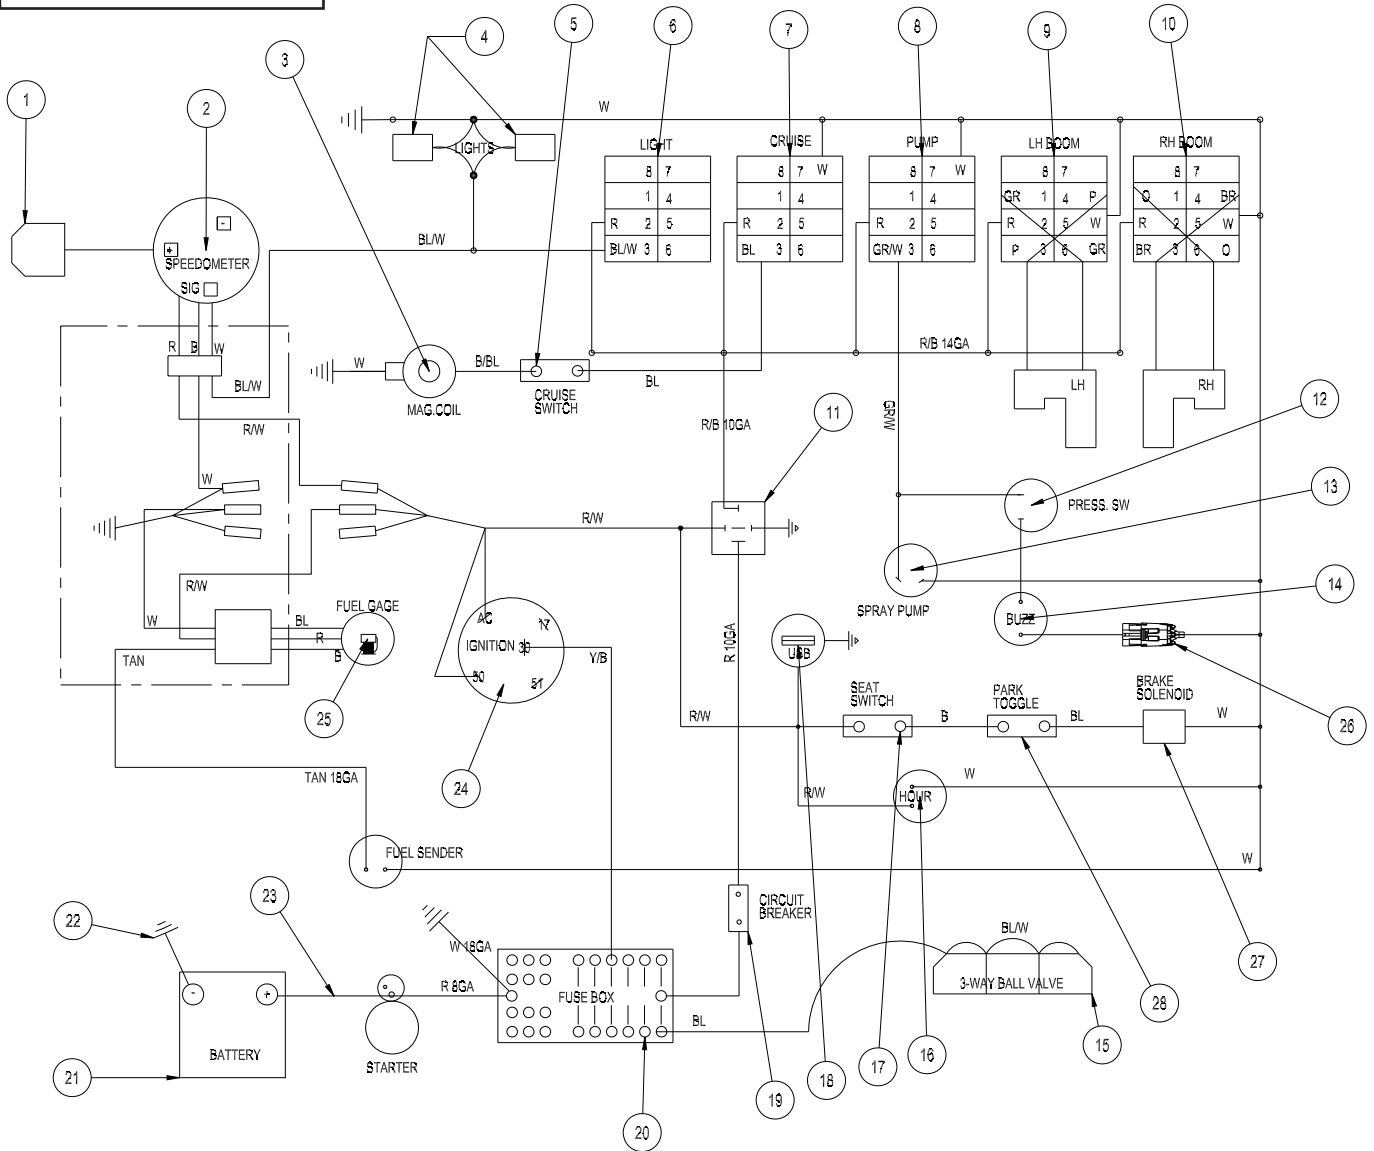 1
2
3
4
5
6
7
8
9
10
W
LIGHTS
LIGHT
CRUISE
PUMP
LH BOOM
RH BOOM
8 7
8 7 W
8 7 W
8 7
8 7
1 4
1 4
1 4
GR 1 4 P
O 1 4 BR
R 2 5
R 2 5
R 2 5
R 2 5 W
R 2 5 W
BL/W 3 6
BL 3 6
GR/W 3 6
P 3 6 GR
BR 3 6 O
BL/W
-
+
SPEEDOMETER
SIG
R B W
BL/W
R/W
W
B/BL
MAG.COIL
CRUISE
SWITCH
BL
R/B 14GA
LH
RH
R/B 10GA
GR/W
11
12
13
14
W
R/W
PRESS. SW
SPRAY PUMP
BUZZ
R/W
W
TAN
FUEL GAGE
BL
R
B
25
AC
17
IGNITION 30
50
51
24
Y/B
R 10GA
USB
R/W
SEAT
SWITCH
B
PARK
TOGGLE
BL
BRAKE
SOLENOID
W
26
TAN 18GA
R/W
HOUR
W
FUEL SENDER
W
22
23
W 18GA
R 8GA
CIRCUIT
BREAKER
BL/W
3-WAY BALL VALVE
27
28
FUSE BOX
BL
- +
BATTERY
STARTER
21
20
19
18
17
16
15